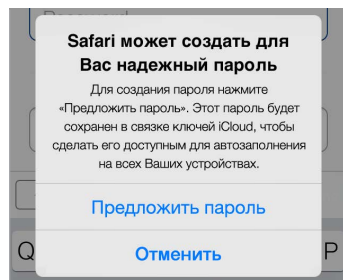 Safari может создать для
Вас надежный пароль
Для создания пароля нажмите
«Предложить пароль». Этот пароль будет
сохранен в связке ключей iCloud, чтобы
сделать его доступным для автозаполнения
на всех Ваших устройствах.
Предложить пароль
Q
P
Отменить